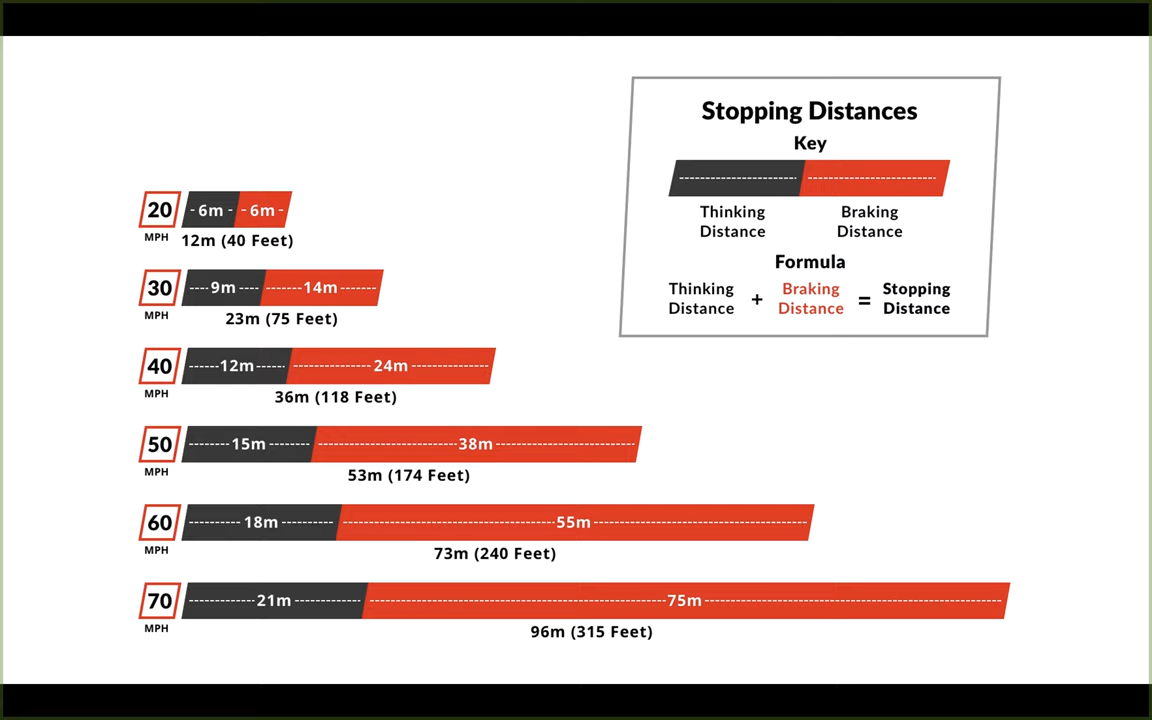 Stopping Distances
Key
Thinking Distance
Braking Distance
Formula
Thinking Distance + Braking Distance = Stopping Distance
20 MPH
- 6m - - 6m -
12m (40 Feet)
30 MPH
9m 14m
23m (75 Feet)
40 MPH
12m 24m
36m (118 Feet)
50 MPH
15m 38m
53m (174 Feet)
60 MPH
18m 55m
73m (240 Feet)
70 MPH
21m 75m
96m (315 Feet)